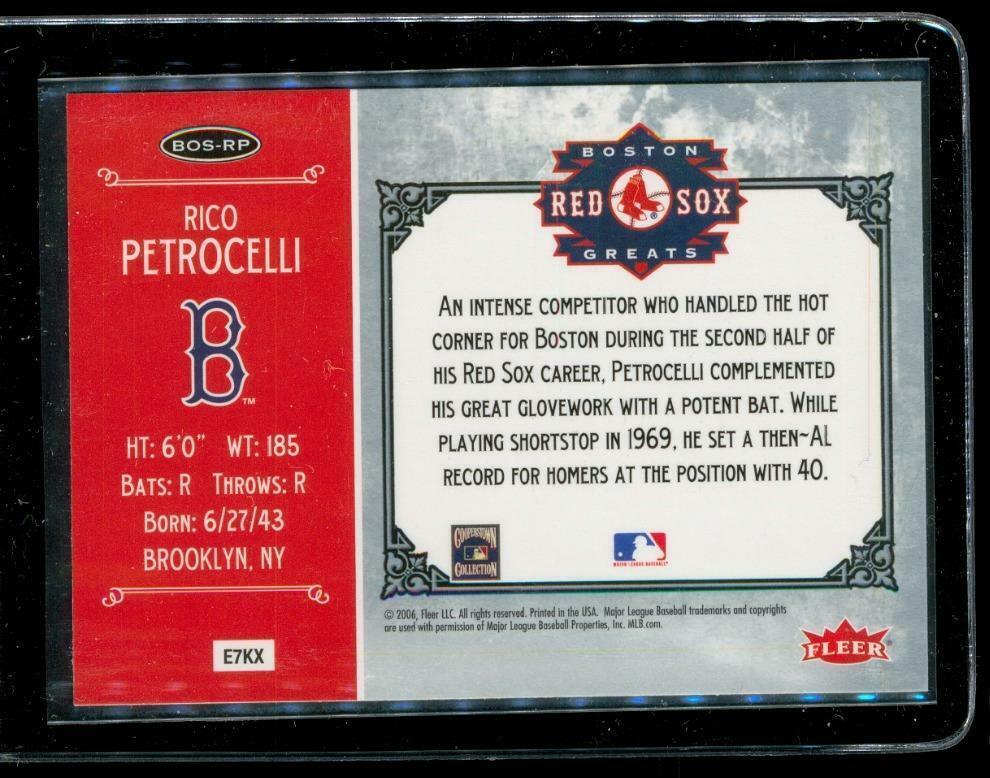 BOS-RP
RICO
PETROCELLI
B
™
HT: 6'0" WT: 185
BATS: R THROWS: R
BORN: 6/27/43
BROOKLYN, NY
E7KX
BOSTON
RED SOX
®
GREATS
AN INTENSE COMPETITOR WHO HANDLED THE HOT
CORNER FOR BOSTON DURING THE SECOND HALF OF
HIS RED SOX CAREER, PETROCELLI COMPLEMENTED
HIS GREAT GLOVEWORK WITH A POTENT BAT. WHILE
PLAYING SHORTSTOP IN 1969, HE SET A THEN~AL
RECORD FOR HOMERS AT THE POSITION WITH 40.
COOPERSTOWN
COLLECTION
MAJOR LEAGUE BASEBALL®
© 2006, Fleer LLC. All rights reserved. Printed in the USA. Major League Baseball trademarks and copyrights
are used with permission of Major League Baseball Properties, Inc. MLB.com.
FLEER